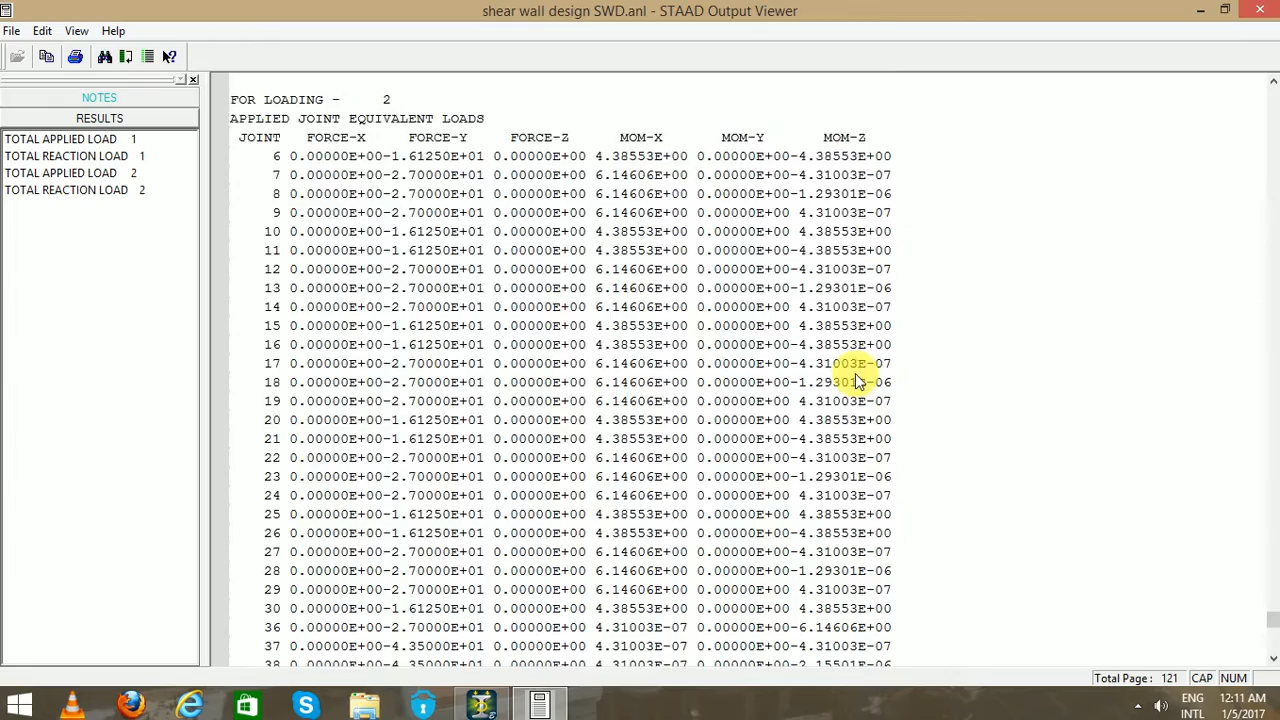 shear wall design SWD.anl - STAAD Output Viewer
File Edit View Help
NOTES
RESULTS
TOTAL APPLIED LOAD 1
TOTAL REACTION LOAD 1
TOTAL APPLIED LOAD 2
TOTAL REACTION LOAD 2
FOR LOADING - 2
APPLIED JOINT EQUIVALENT LOADS
JOINT FORCE-X FORCE-Y FORCE-Z MOM-X MOM-Y MOM-Z
6 0.00000E+00-1.61250E+01 0.00000E+00 4.38553E+00 0.00000E+00-4.38553E+00
7 0.00000E+00-2.70000E+01 0.00000E+00 6.14606E+00 0.00000E+00-4.31003E-07
8 0.00000E+00-2.70000E+01 0.00000E+00 6.14606E+00 0.00000E+00-1.29301E-06
9 0.00000E+00-2.70000E+01 0.00000E+00 6.14606E+00 0.00000E+00 4.31003E-07
10 0.00000E+00-1.61250E+01 0.00000E+00 4.38553E+00 0.00000E+00 4.38553E+00
11 0.00000E+00-1.61250E+01 0.00000E+00 4.38553E+00 0.00000E+00-4.38553E+00
12 0.00000E+00-2.70000E+01 0.00000E+00 6.14606E+00 0.00000E+00-4.31003E-07
13 0.00000E+00-2.70000E+01 0.00000E+00 6.14606E+00 0.00000E+00-1.29301E-06
14 0.00000E+00-2.70000E+01 0.00000E+00 6.14606E+00 0.00000E+00 4.31003E-07
15 0.00000E+00-1.61250E+01 0.00000E+00 4.38553E+00 0.00000E+00 4.38553E+00
16 0.00000E+00-1.61250E+01 0.00000E+00 4.38553E+00 0.00000E+00-4.38553E+00
17 0.00000E+00-2.70000E+01 0.00000E+00 6.14606E+00 0.00000E+00-4.31003E-07
18 0.00000E+00-2.70000E+01 0.00000E+00 6.14606E+00 0.00000E+00-1.29301E-06
19 0.00000E+00-2.70000E+01 0.00000E+00 6.14606E+00 0.00000E+00 4.31003E-07
20 0.00000E+00-1.61250E+01 0.00000E+00 4.38553E+00 0.00000E+00 4.38553E+00
21 0.00000E+00-1.61250E+01 0.00000E+00 4.38553E+00 0.00000E+00-4.38553E+00
22 0.00000E+00-2.70000E+01 0.00000E+00 6.14606E+00 0.00000E+00-4.31003E-07
23 0.00000E+00-2.70000E+01 0.00000E+00 6.14606E+00 0.00000E+00-1.29301E-06
24 0.00000E+00-2.70000E+01 0.00000E+00 6.14606E+00 0.00000E+00 4.31003E-07
25 0.00000E+00-1.61250E+01 0.00000E+00 4.38553E+00 0.00000E+00 4.38553E+00
26 0.00000E+00-1.61250E+01 0.00000E+00 4.38553E+00 0.00000E+00-4.38553E+00
27 0.00000E+00-2.70000E+01 0.00000E+00 6.14606E+00 0.00000E+00-4.31003E-07
28 0.00000E+00-2.70000E+01 0.00000E+00 6.14606E+00 0.00000E+00-1.29301E-06
29 0.00000E+00-2.70000E+01 0.00000E+00 6.14606E+00 0.00000E+00 4.31003E-07
30 0.00000E+00-1.61250E+01 0.00000E+00 4.38553E+00 0.00000E+00 4.38553E+00
36 0.00000E+00-2.70000E+01 0.00000E+00 4.31003E-07 0.00000E+00-6.14606E+00
37 0.00000E+00-4.35000E+01 0.00000E+00 4.31003E-07 0.00000E+00-4.31003E-07
38 0.00000E+00-4.35000E+01 0.00000E+00 4.31003E-07 0.00000E+00-2.15501E-06
Total Page : 121 CAP NUM
ENG 12:11 AM
INTL 1/5/2017